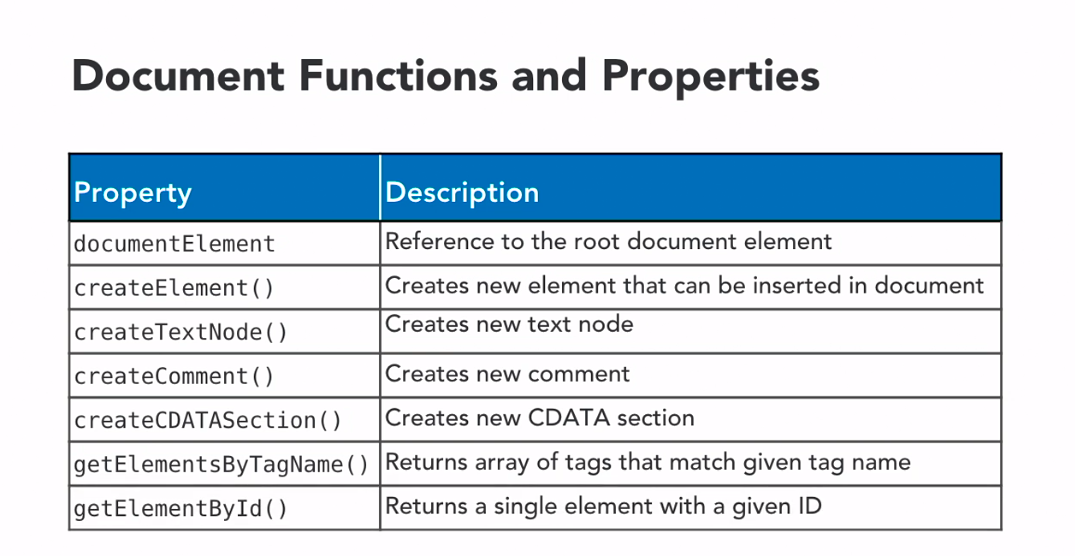 Document Functions and Properties
Property Description
documentElement Reference to the root document element
createElement() Creates new element that can be inserted in document
createTextNode() Creates new text node
createComment() Creates new comment
createCDATASection() Creates new CDATA section
getElementsByTagName() Returns array of tags that match given tag name
getElementById() Returns a single element with a given ID